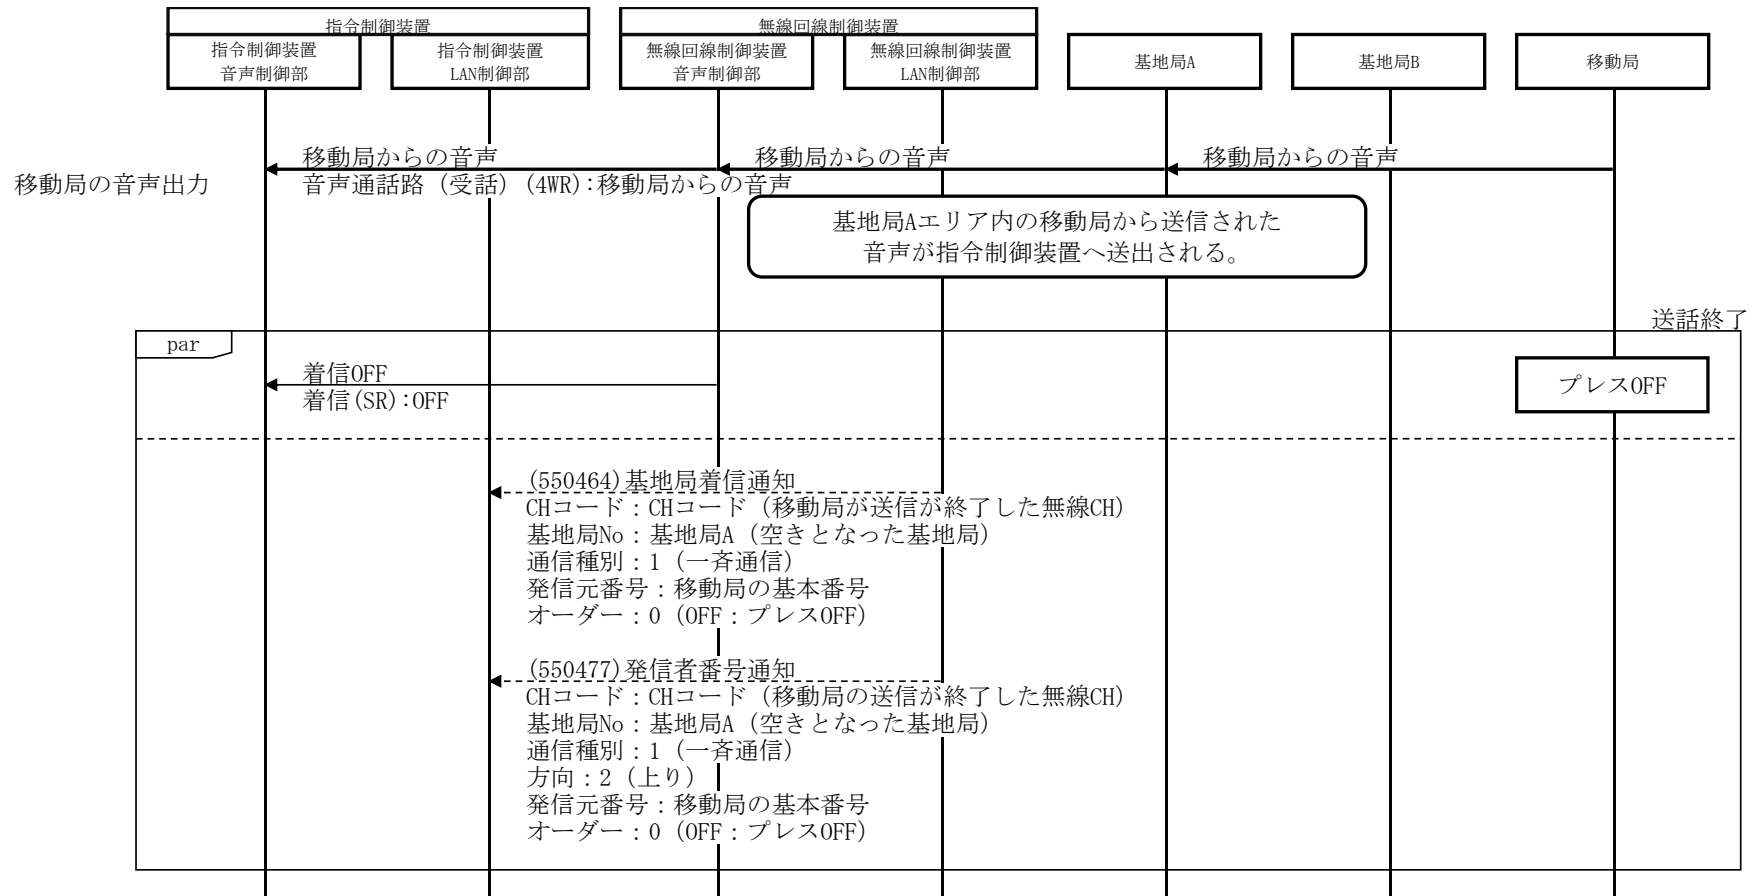 指令制御装置
無線回線制御装置
指令制御装置
音声制御部
指令制御装置
LAN制御部
無線回線制御装置
音声制御部
無線回線制御装置
LAN制御部
基地局A
基地局B
移動局
移動局からの音声
移動局からの音声
移動局からの音声
移動局の音声出力
音声通話路(受話)(4WR):移動局からの音声
基地局Aエリア内の移動局から送信された
音声が指令制御装置へ送出される。
送話終了
par
着信OFF
着信(SR):OFF
プレスOFF
(550464)基地局着信通知
CHコード:CHコード(移動局が送信が終了した無線CH)
基地局No:基地局A(空きとなった基地局)
通信種別:1(一斉通信)
発信元番号:移動局の基本番号
オーダー:0(OFF:プレスOFF)
(550477)発信者番号通知
CHコード:CHコード(移動局の送信が終了した無線CH)
基地局No:基地局A(空きとなった基地局)
通信種別:1(一斉通信)
方向:2(上り)
発信元番号:移動局の基本番号
オーダー:0(OFF:プレスOFF)